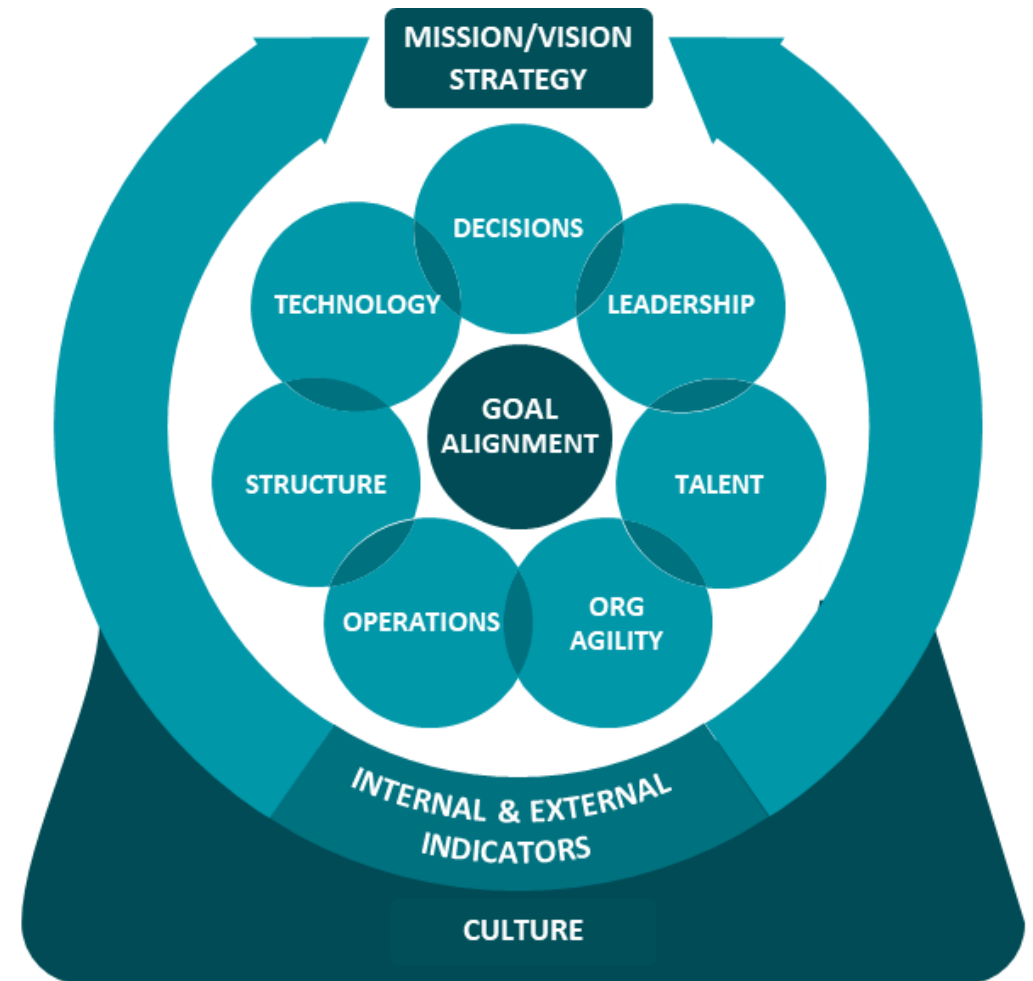 MISSION/VISION
STRATEGY
DECISIONS
TECHNOLOGY
LEADERSHIP
GOAL
ALIGNMENT
STRUCTURE
TALENT
OPERATIONS
ORG
AGILITY
INTERNAL & EXTERNAL
INDICATORS
CULTURE